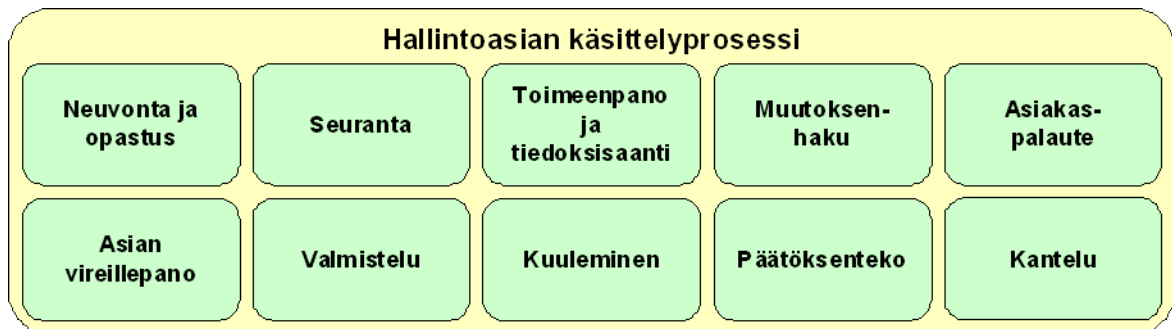 Hallintoasian käsittelyprosessi
Neuvonta ja
opastus
Seuranta
Toimeenpano
ja
tiedoksisaanti
Muutoksen-
haku
Asiakas-
palaute
Asian
vireillepano
Valmistelu
Kuuleminen
Päätöksenteko
Kantelu